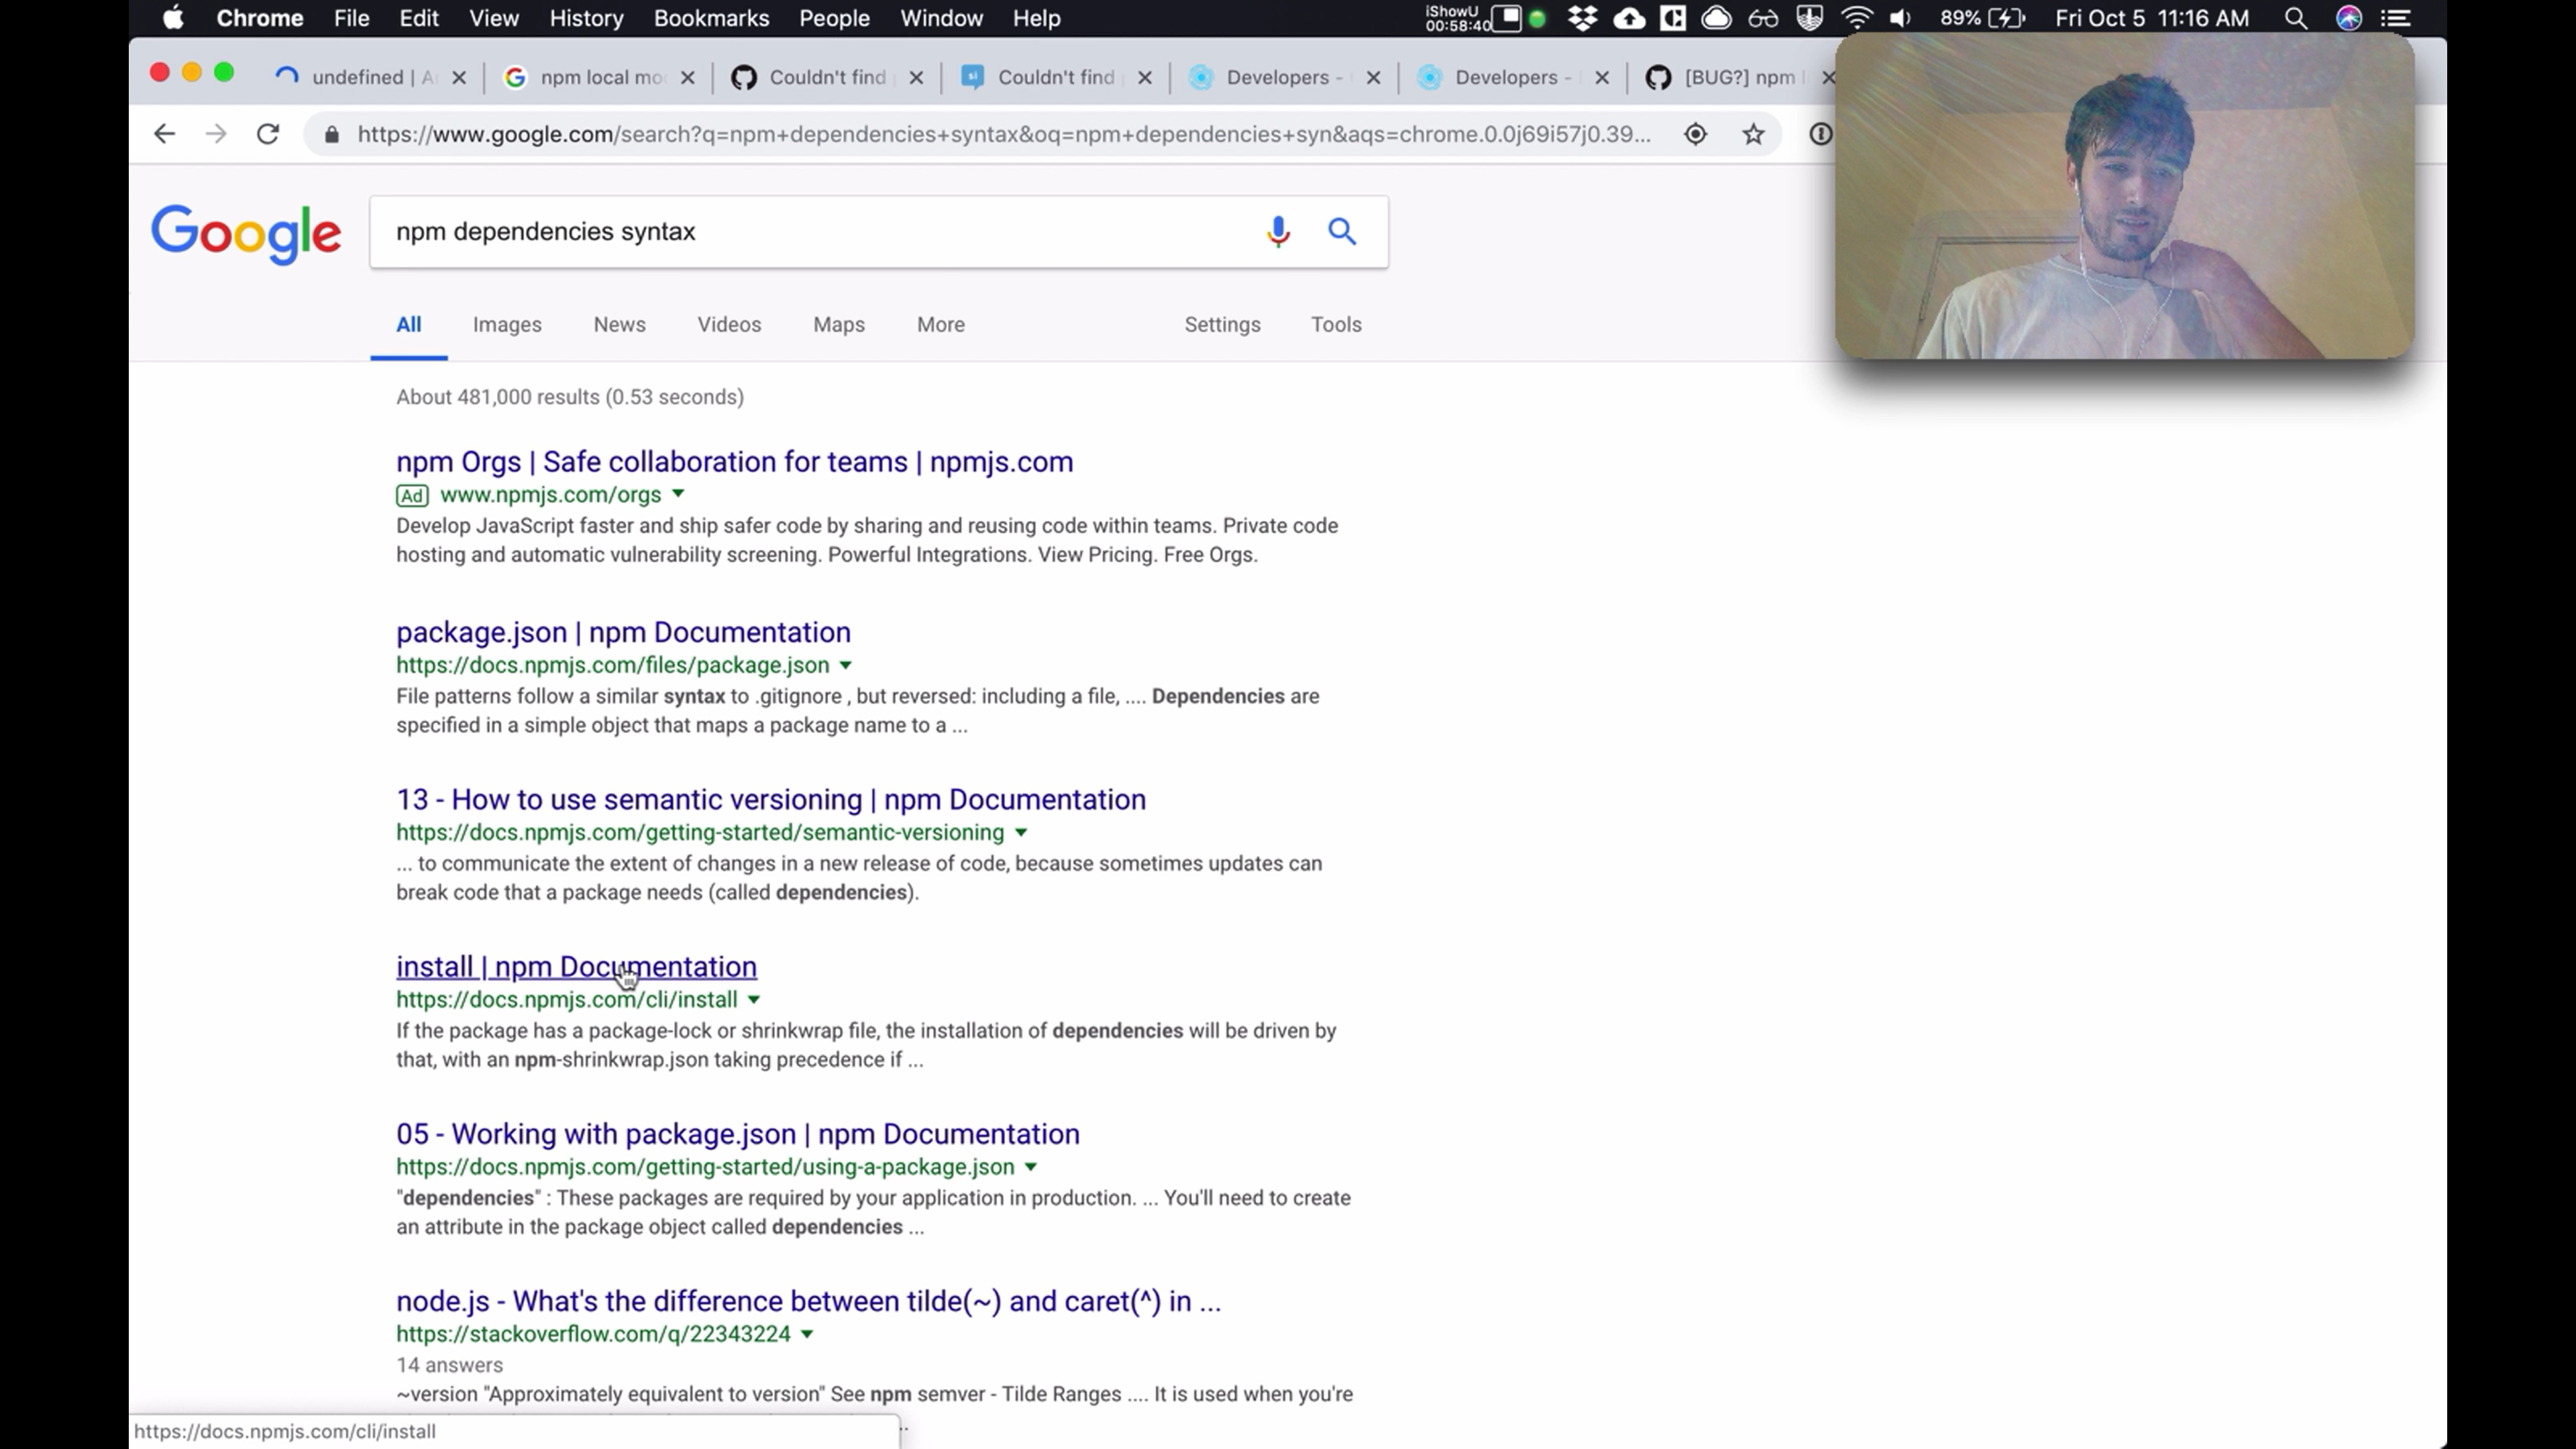 Chrome File Edit View History Bookmarks People Window Help iShowU 00:58:40 89% Fri Oct 5 11:16 AM
undefined | npm local mo Couldn't find Couldn't find Developers - Developers - [BUG?] npm
https://www.google.com/search?q=npm+dependencies+syntax&oq=npm+dependencies+syn&aqs=chrome.0.0j69i57j0.39...
Google npm dependencies syntax
All Images News Videos Maps More Settings Tools
About 481,000 results (0.53 seconds)
npm Orgs | Safe collaboration for teams | npmjs.com
Ad www.npmjs.com/orgs
Develop JavaScript faster and ship safer code by sharing and reusing code within teams. Private code
hosting and automatic vulnerability screening. Powerful Integrations. View Pricing. Free Orgs.
package.json | npm Documentation
https://docs.npmjs.com/files/package.json
File patterns follow a similar syntax to .gitignore , but reversed: including a file, .... Dependencies are
specified in a simple object that maps a package name to a ...
13 - How to use semantic versioning | npm Documentation
https://docs.npmjs.com/getting-started/semantic-versioning
... to communicate the extent of changes in a new release of code, because sometimes updates can
break code that a package needs (called dependencies).
install | npm Documentation
https://docs.npmjs.com/cli/install
If the package has a package-lock or shrinkwrap file, the installation of dependencies will be driven by
that, with an npm-shrinkwrap.json taking precedence if ...
05 - Working with package.json | npm Documentation
https://docs.npmjs.com/getting-started/using-a-package.json
"dependencies" : These packages are required by your application in production. ... You'll need to create
an attribute in the package object called dependencies ...
node.js - What's the difference between tilde(~) and caret(^) in ...
https://stackoverflow.com/q/22343224
14 answers
~version "Approximately equivalent to version" See npm semver - Tilde Ranges .... It is used when you're
https://docs.npmjs.com/cli/install